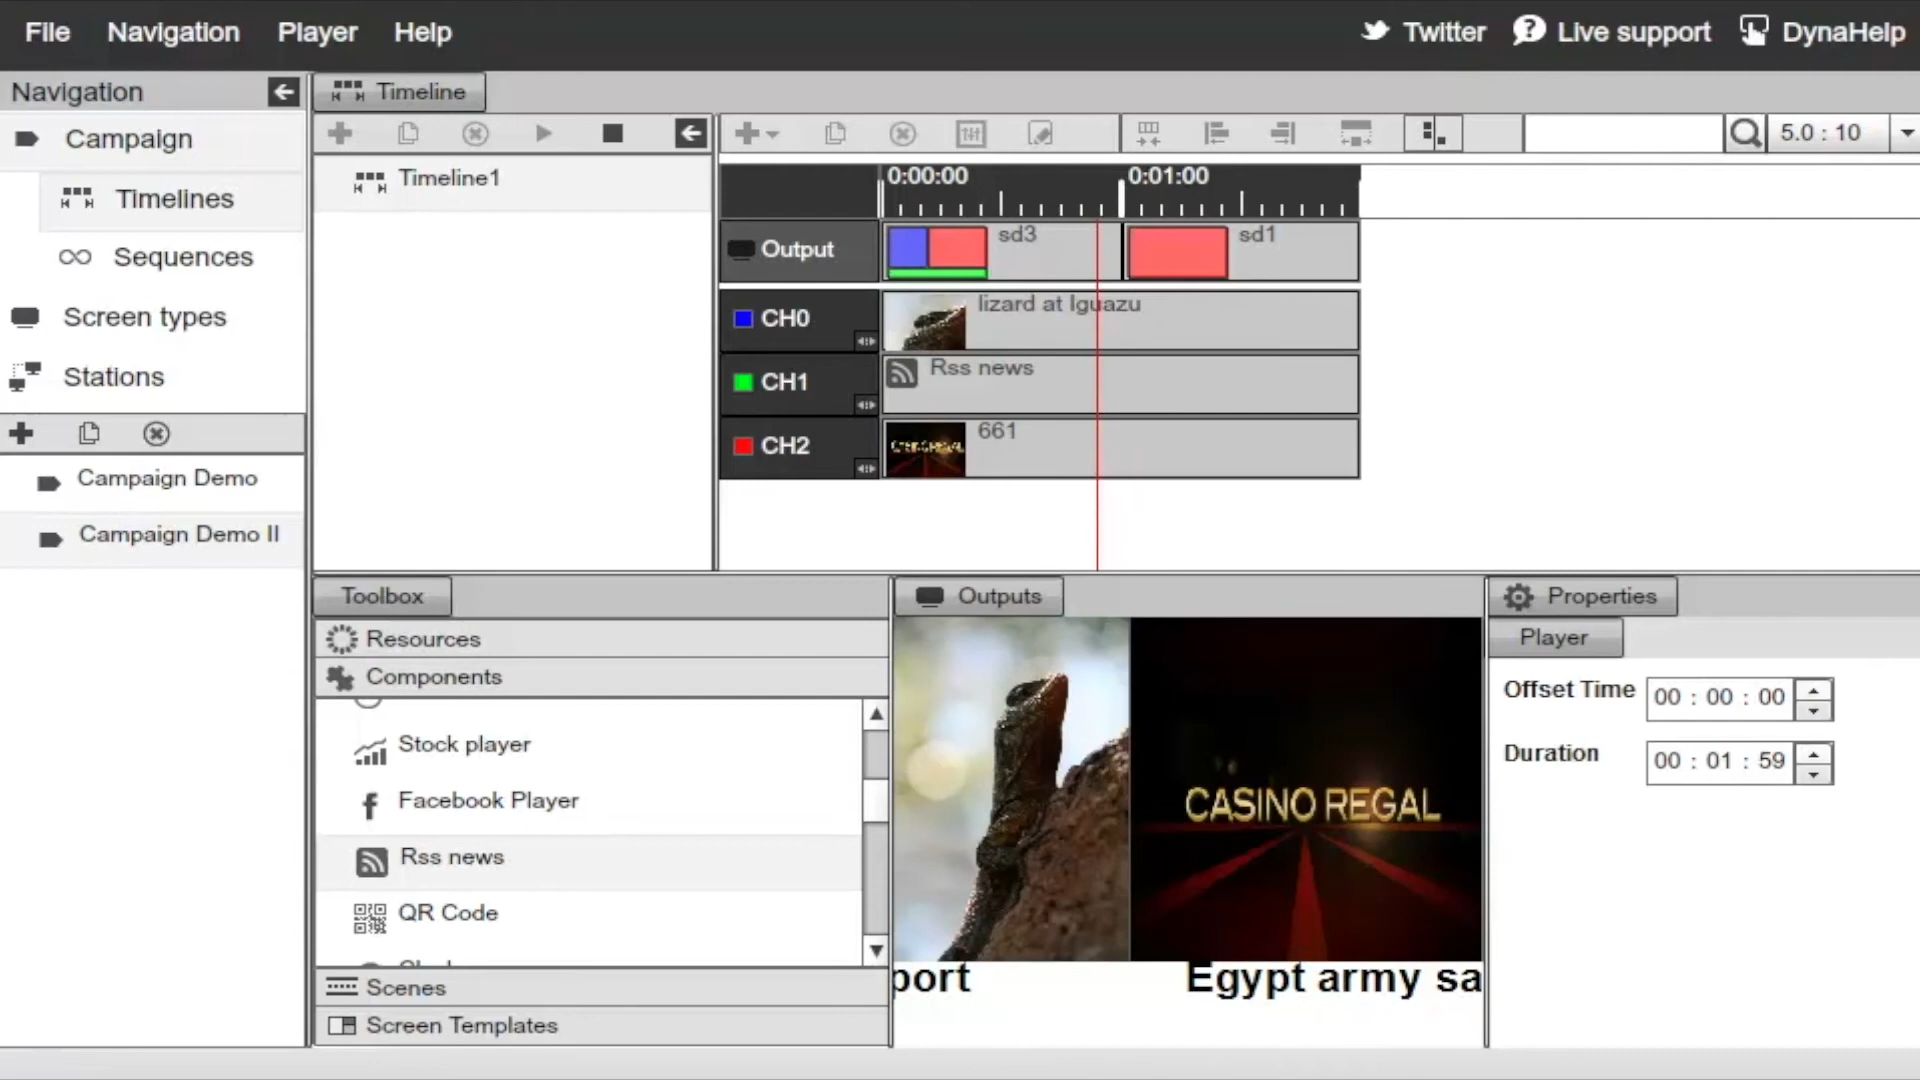 File Navigation Player Help Twitter Live support DynaHelp
Navigation
Timeline
Campaign
Timelines
Sequences
Screen types
Stations
Campaign Demo
Campaign Demo II
Timeline1
5.0 : 10
0:00:00 0:01:00
Output sd3 sd1
CH0 lizard at Iguazu
CH1 Rss news
CH2 661
CASINO REGAL
Toolbox
Resources
Components
Stock player
Facebook Player
Rss news
QR Code
Scenes
Screen Templates
Outputs
CASINO REGAL
port Egypt army sa
Properties
Player
Offset Time 00 : 00 : 00
Duration 00 : 01 : 59